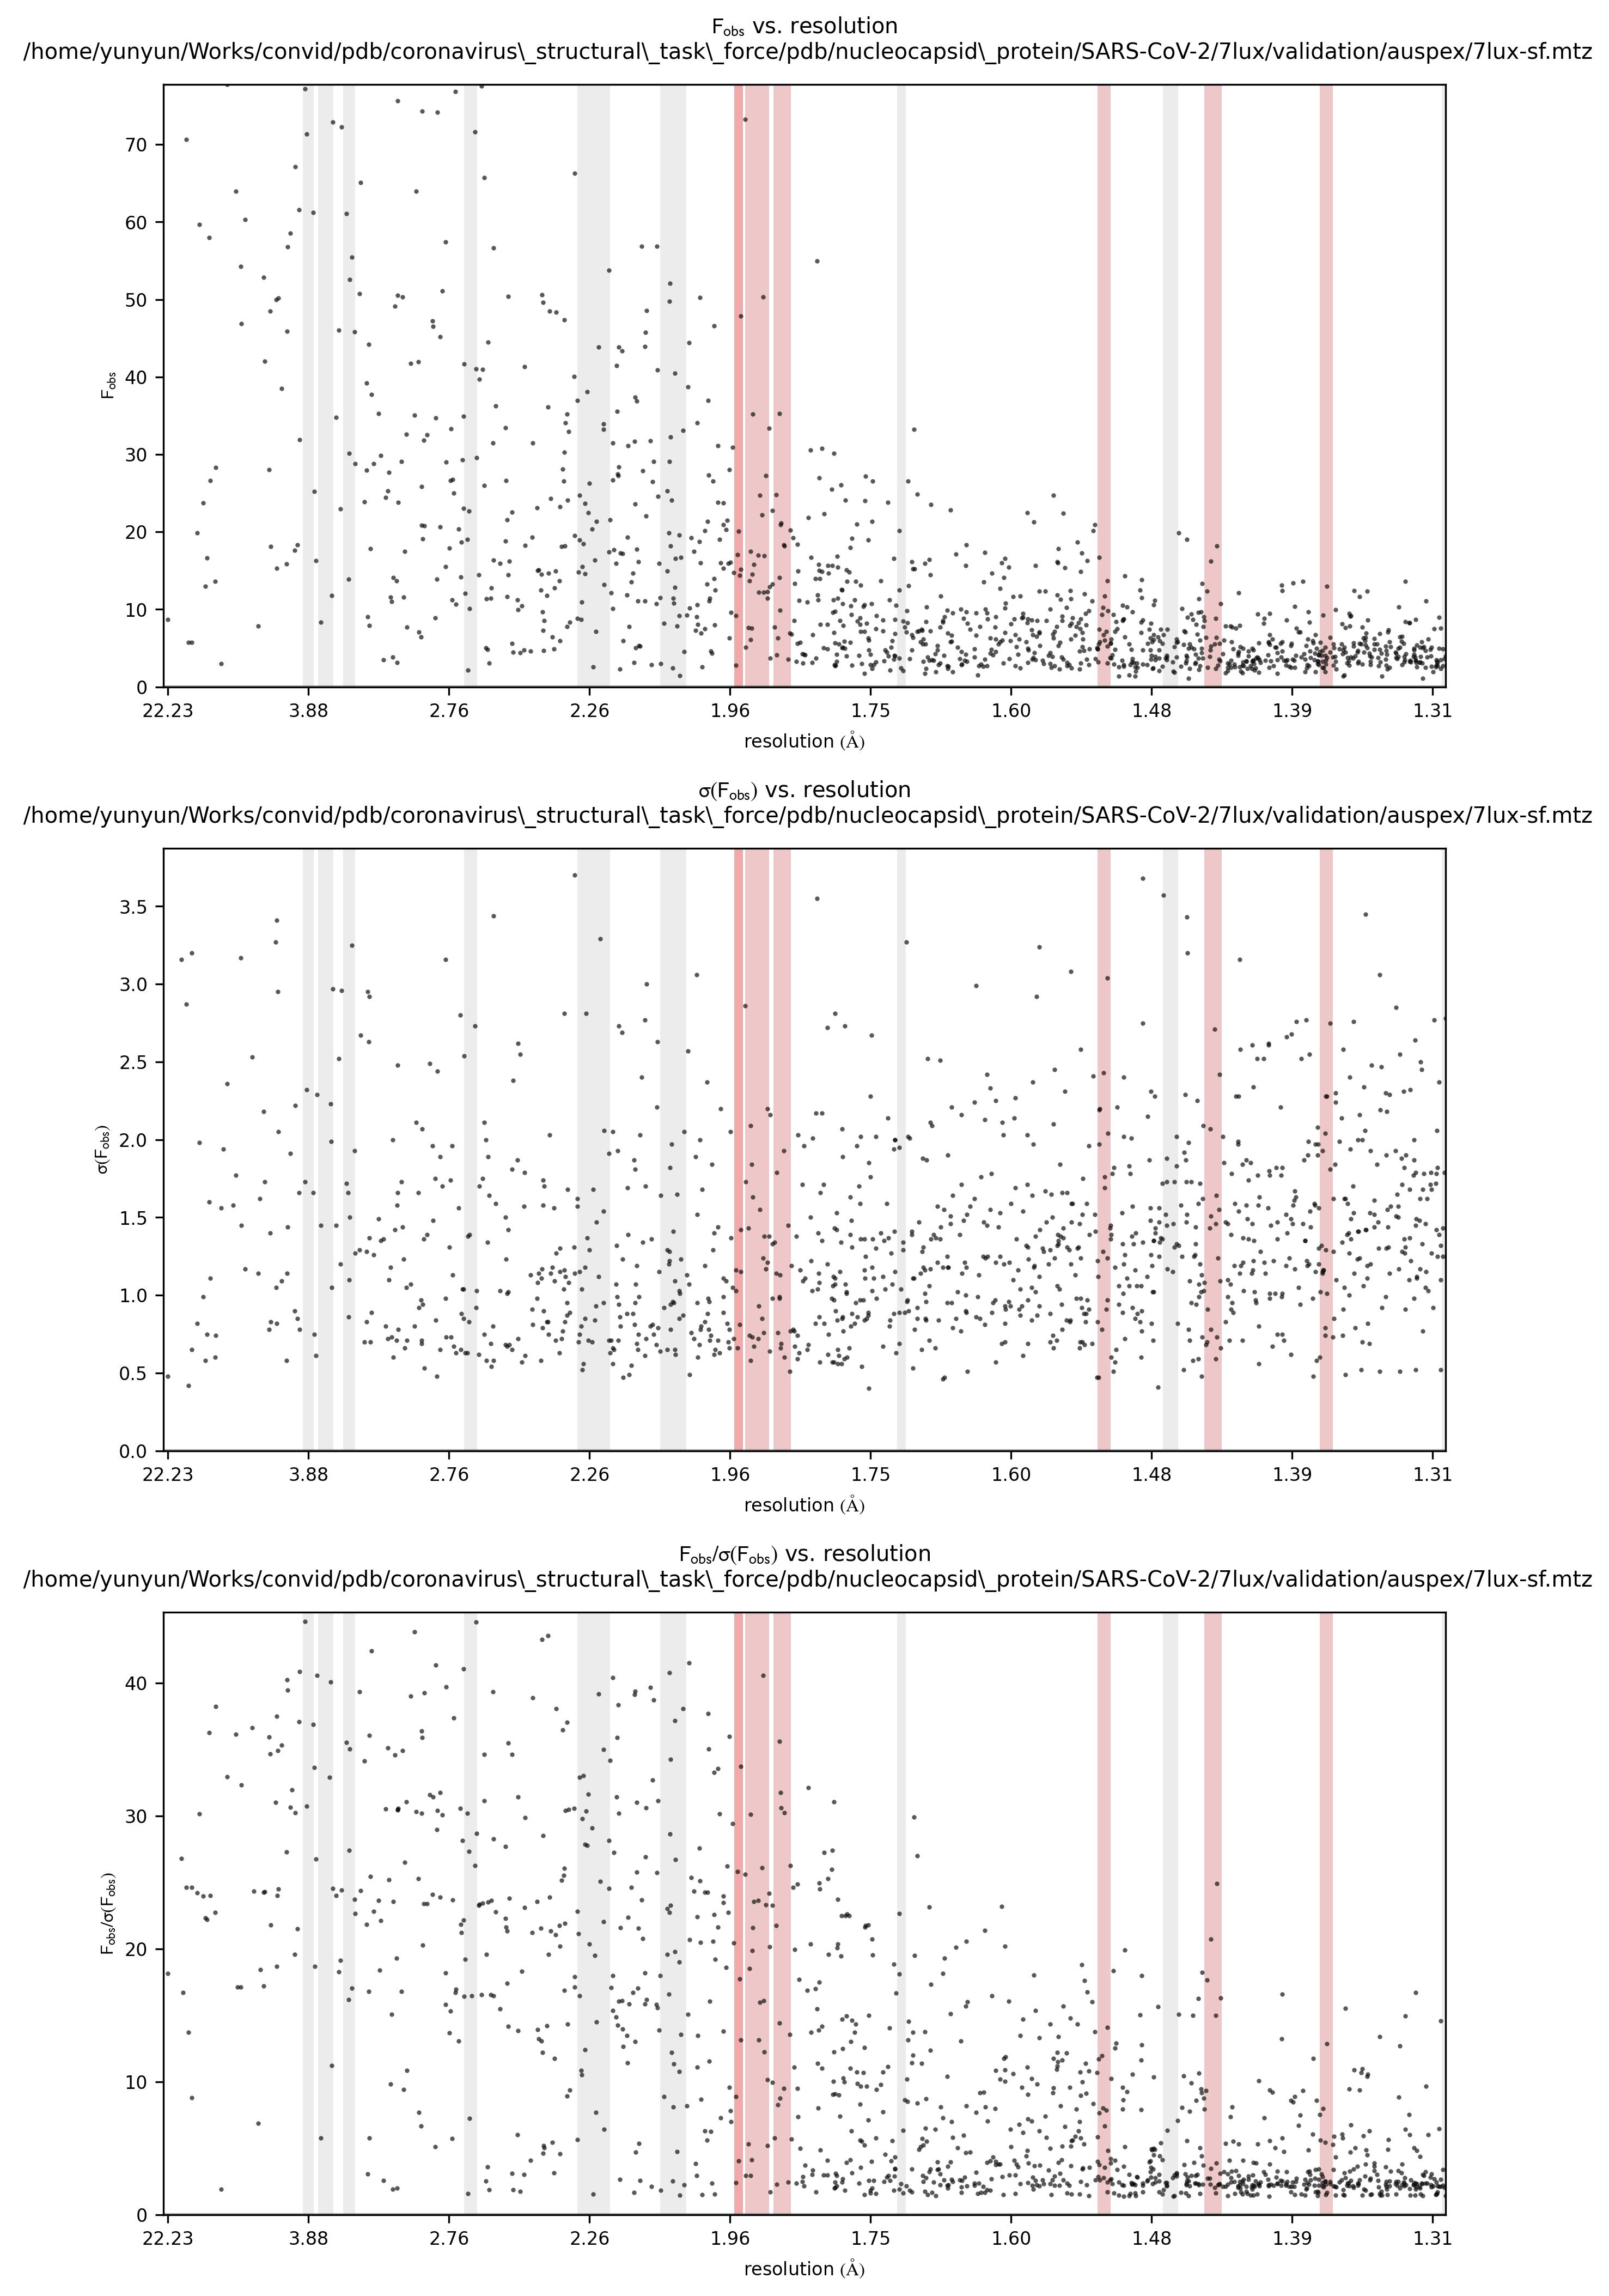 Fobs vs. resolution
/home/yunyun/Works/convid/pdb/coronavirus\_structural\_task\_force/pdb/nucleocapsid\_protein/SARS-CoV-2/7lux/validation/auspex/7lux-sf.mtz
70
60
50
40
30
20
10
0
Fobs
22.23 3.88 2.76 2.26 1.96 1.75 1.60 1.48 1.39 1.31
resolution (Å)
σ(Fobs) vs. resolution
/home/yunyun/Works/convid/pdb/coronavirus\_structural\_task\_force/pdb/nucleocapsid\_protein/SARS-CoV-2/7lux/validation/auspex/7lux-sf.mtz
3.5
3.0
2.5
2.0
1.5
1.0
0.5
0.0
σ(Fobs)
22.23 3.88 2.76 2.26 1.96 1.75 1.60 1.48 1.39 1.31
resolution (Å)
Fobs/σ(Fobs) vs. resolution
/home/yunyun/Works/convid/pdb/coronavirus\_structural\_task\_force/pdb/nucleocapsid\_protein/SARS-CoV-2/7lux/validation/auspex/7lux-sf.mtz
40
30
20
10
0
Fobs/σ(Fobs)
22.23 3.88 2.76 2.26 1.96 1.75 1.60 1.48 1.39 1.31
resolution (Å)